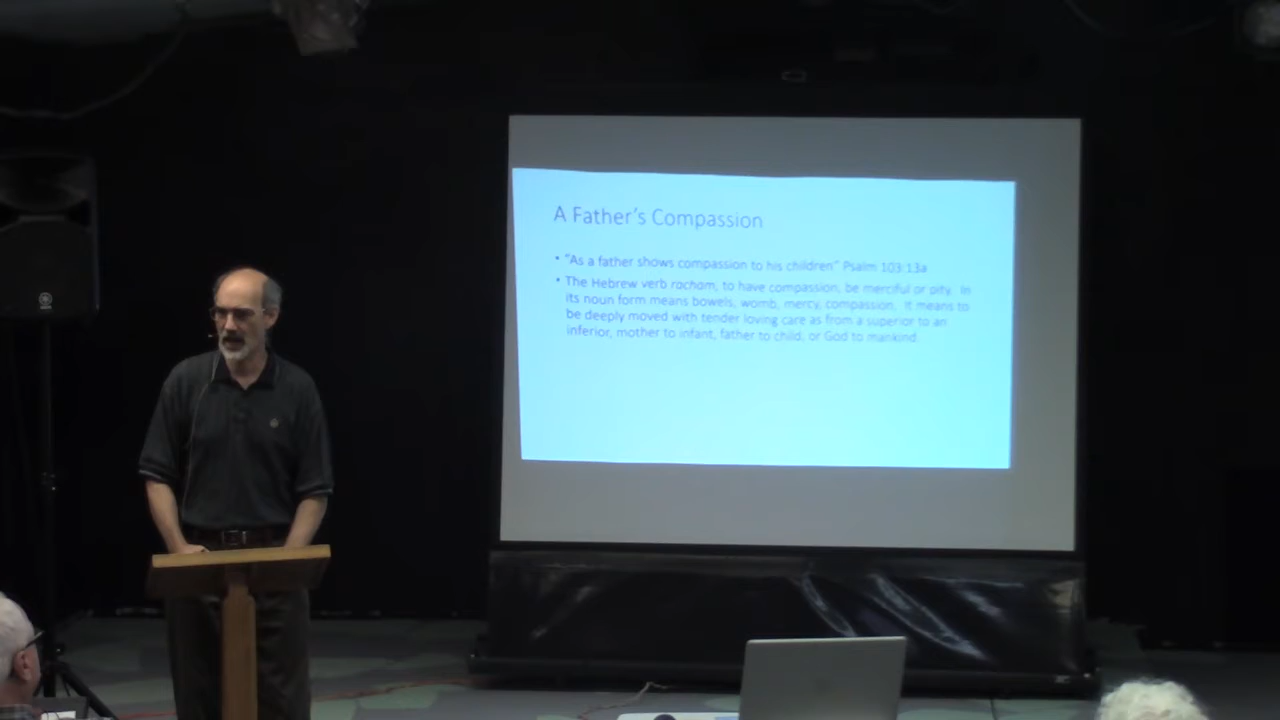 A Father's Compassion
• "As a father shows compassion to his children" Psalm 103:13a
• The Hebrew verb racham, to have compassion, be merciful or pity. In
its noun form means bowels, womb, mercy, compassion. It means to
be deeply moved with tender loving care as from a superior to an
inferior, mother to infant, father to child, or God to mankind.